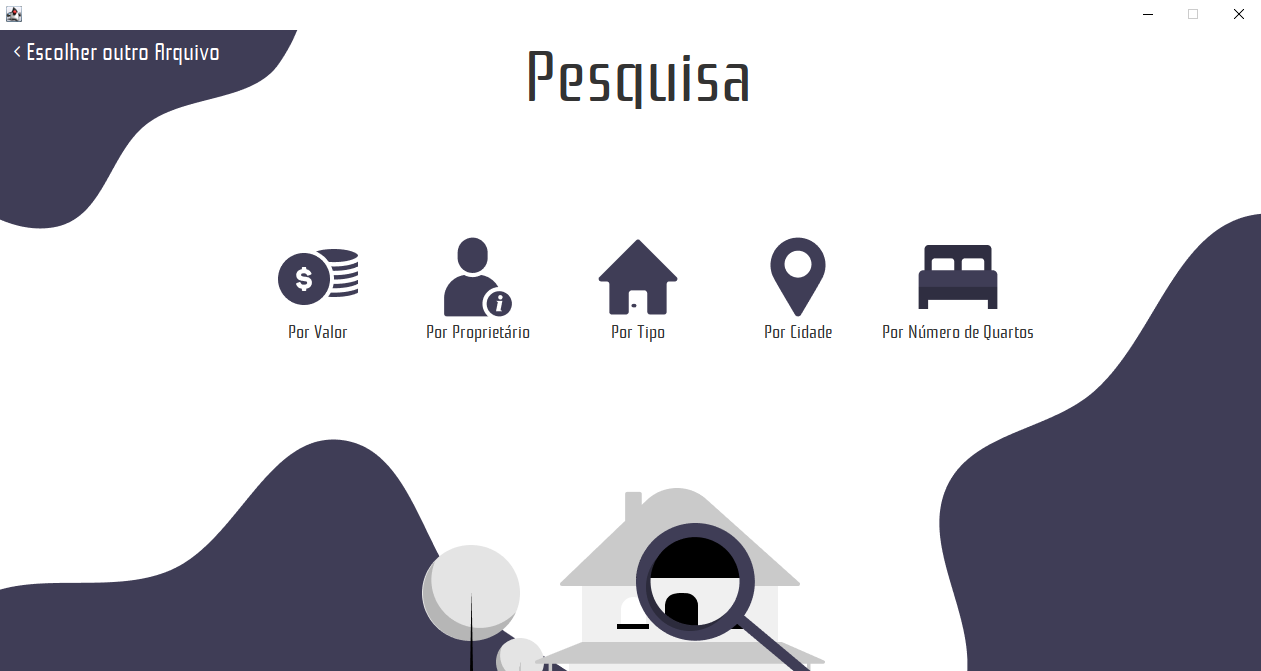 < Escolher outro Arquivo
Pesquisa
$
i
Por Valor
Por Proprietário
Por Tipo
Por Cidade
Por Número de Quartos